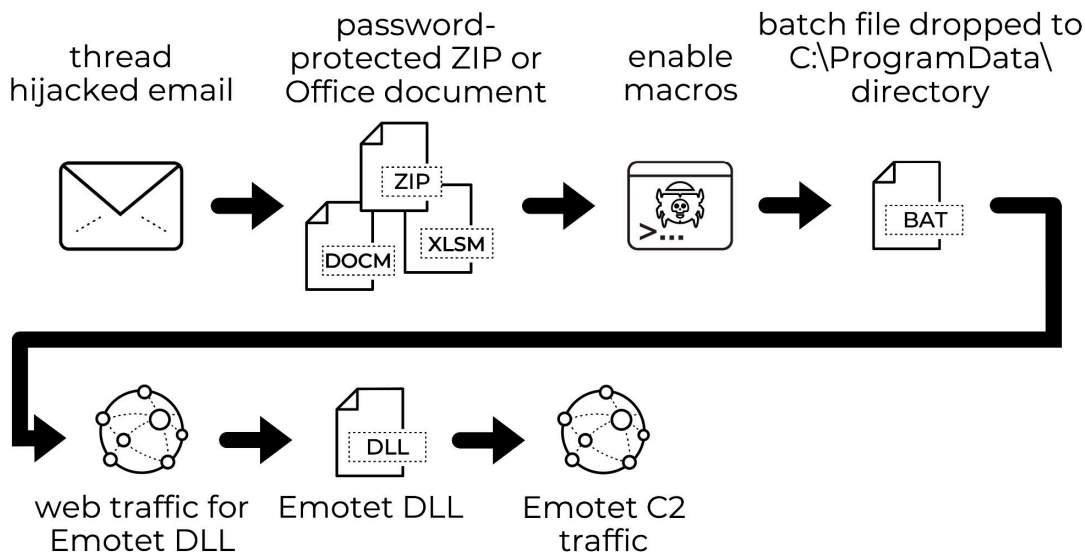 thread
hijacked email
password-
protected ZIP or
Office document
enable
macros
batch file dropped to
C:\ProgramData\
directory
ZIP
DOCM
XLSM
>...
BAT
DLL
web traffic for
Emotet DLL
Emotet DLL
Emotet C2
traffic